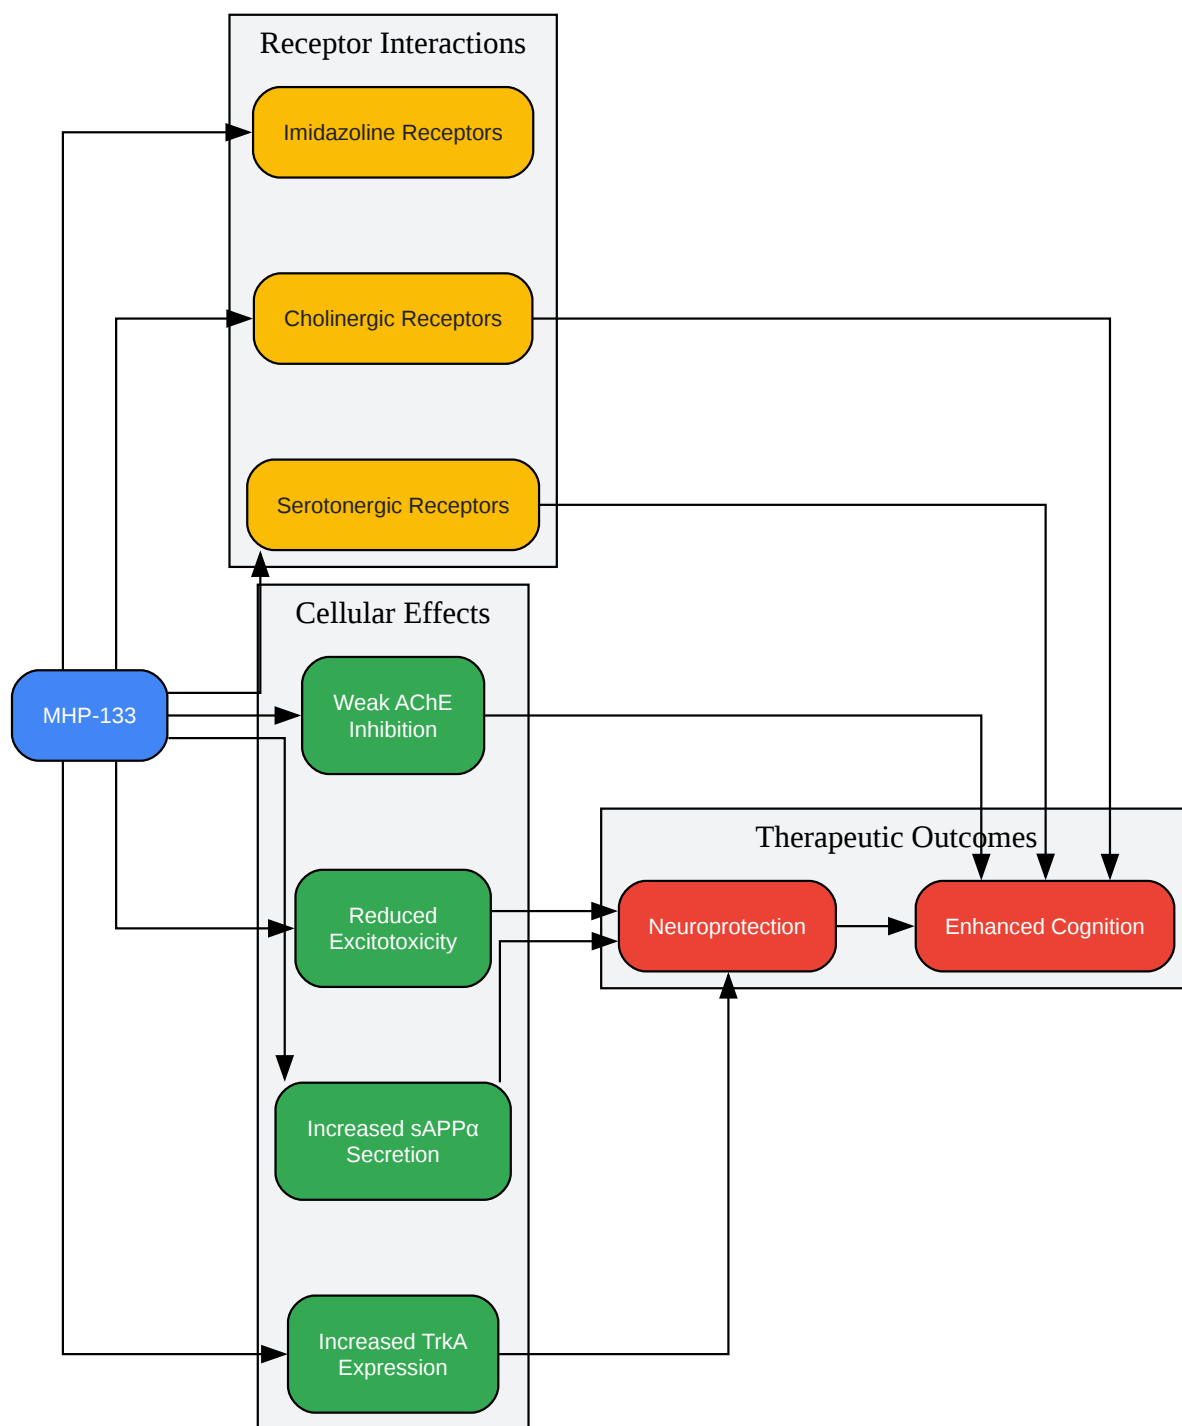 Receptor Interactions
Imidazoline Receptors
Cholinergic Receptors
Serotonergic Receptors
Cellular Effects
MHP-133
Weak AChE
Inhibition
Therapeutic Outcomes
Reduced
Excitotoxicity
Neuroprotection
Enhanced Cognition
Increased sAPPα
Secretion
Increased TrkA
Expression